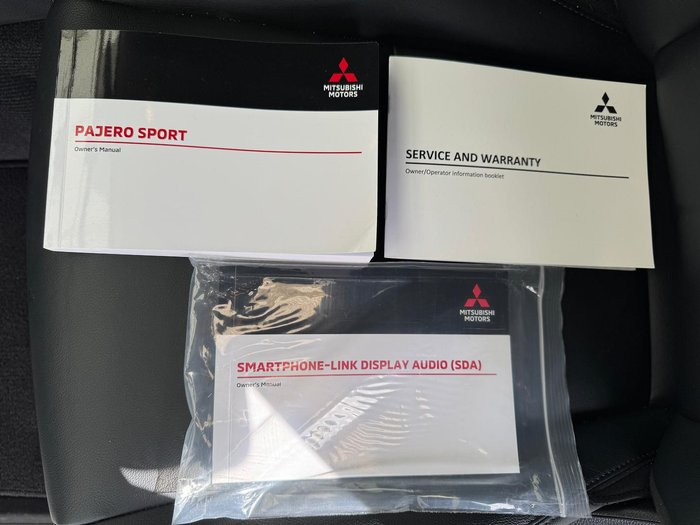 MITSUBISHI
MOTORS
PAJERO SPORT
Owner's Manual
MITSUBISHI
MOTORS
SERVICE AND WARRANTY
Owner/Operator information booklet
MITSUBISHI
MOTORS
SMARTPHONE-LINK DISPLAY AUDIO (SDA)
Owner's Manual